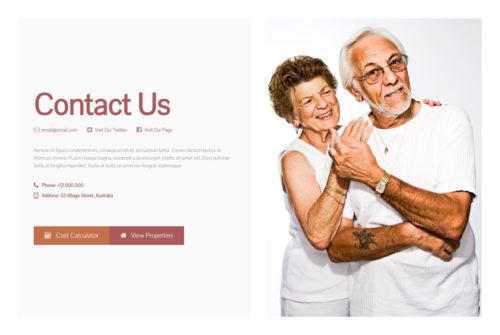 Contact Us
email@email.com Visit Our Twitter Visit Our Page
Aenean et ligula condimentum, consequat elit et, accumsan tortor. Donec dictum lectus ac
rhoncus viverra. Fusce massa magna, euismod a lacinia eget, mattis sit amet est. Duis pulvinar
nulla at fringilla imperdiet. Nulla at nulla sit amet leo feugiat scelerisque
Phone: +72 000.000
Address: 53 Village Street, Australia
Cost Calculator View Properties